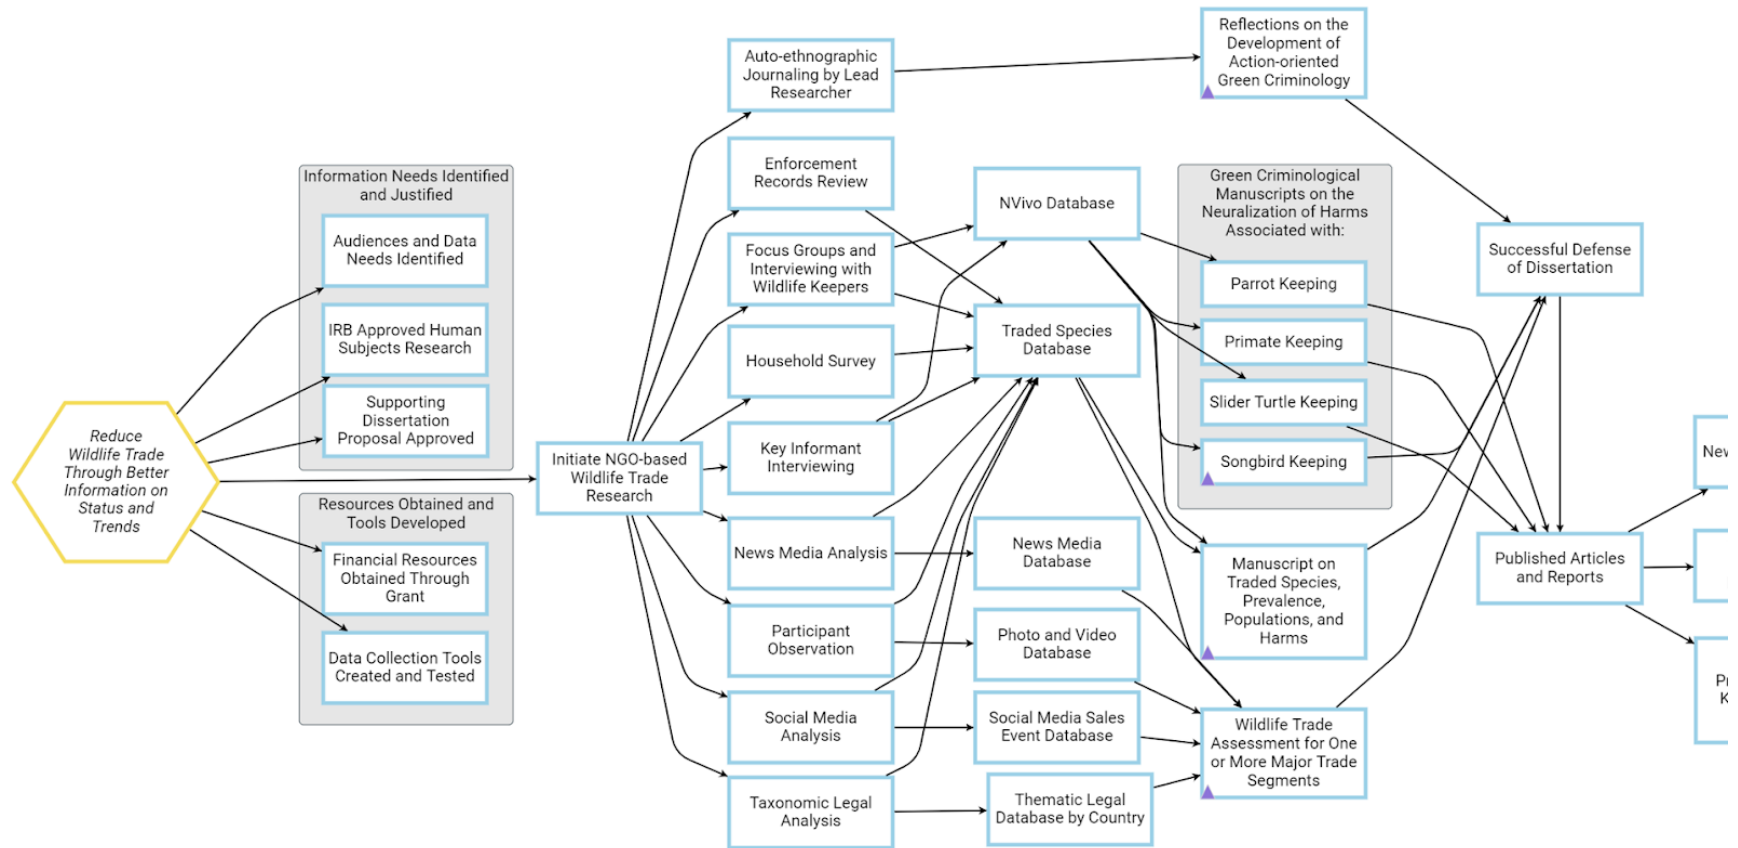 Reduce
Wildlife Trade
Through Better
Information on
Status and
Trends
Information Needs Identified
and Justified
Audiences and Data
Needs Identified
IRB Approved Human
Subjects Research
Supporting
Dissertation
Proposal Approved
Resources Obtained and
Tools Developed
Financial Resources
Obtained Through
Grant
Data Collection Tools
Created and Tested
Initiate NGO-based
Wildlife Trade
Research
Auto-ethnographic
Journaling by Lead
Researcher
Enforcement
Records Review
Focus Groups and
Interviewing with
Wildlife Keepers
Household Survey
Key Informant
Interviewing
News Media Analysis
Participant
Observation
Social Media
Analysis
Taxonomic Legal
Analysis
NVivo Database
Traded Species
Database
News Media
Database
Photo and Video
Database
Social Media Sales
Event Database
Thematic Legal
Database by Country
Reflections on the
Development of
Action-oriented
Green Criminology
Green Criminological
Manuscripts on the
Neuralization of Harms
Associated with:
Parrot Keeping
Primate Keeping
Slider Turtle Keeping
Songbird Keeping
Manuscript on
Traded Species,
Prevalence,
Populations, and
Harms
Wildlife Trade
Assessment for One
or More Major Trade
Segments
Successful Defense
of Dissertation
Published Articles
and Reports